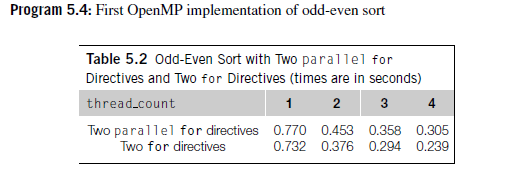 Program 5.4: First OpenMP implementation of odd-even sort
Table 5.2 Odd-Even Sort with Two parallel for
Directives and Two for Directives (times are in seconds)
thread_count 1 2 3 4
Two parallel for directives 0.770 0.453 0.358 0.305
Two for directives 0.732 0.376 0.294 0.239